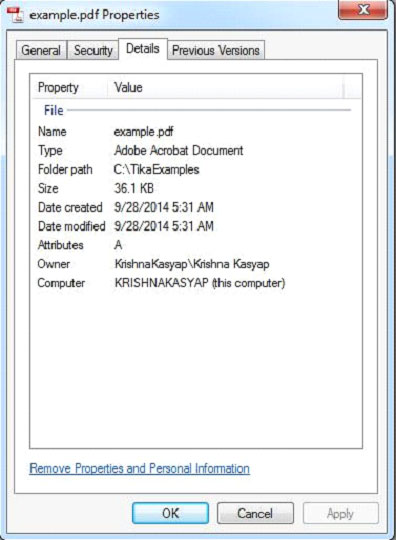 example.pdf Properties
General Security Details Previous Versions
Property Value
File
Name example.pdf
Type Adobe Acrobat Document
Folder path C:\TikaExamples
Size 36.1 KB
Date created 9/28/2014 5:31 AM
Date modified 9/28/2014 5:31 AM
Attributes A
Owner KrishnaKasyap\Krishna Kasyap
Computer KRISHNAKASYAP (this computer)
Remove Properties and Personal Information
OK Cancel Apply